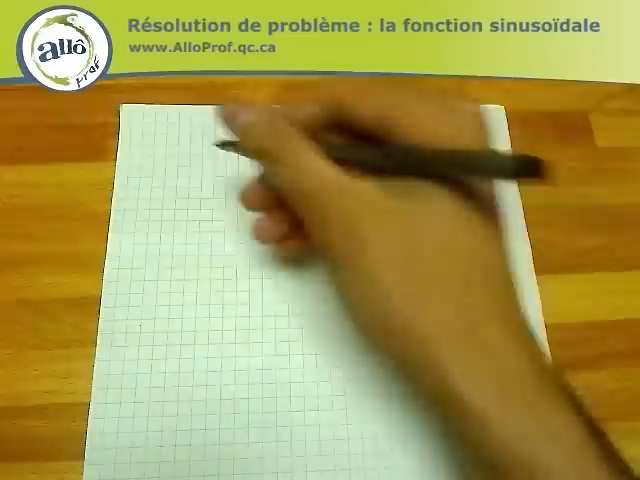 Résolution de problème : la fonction sinusoïdale
www.AlloProf.qc.ca
allô
prof